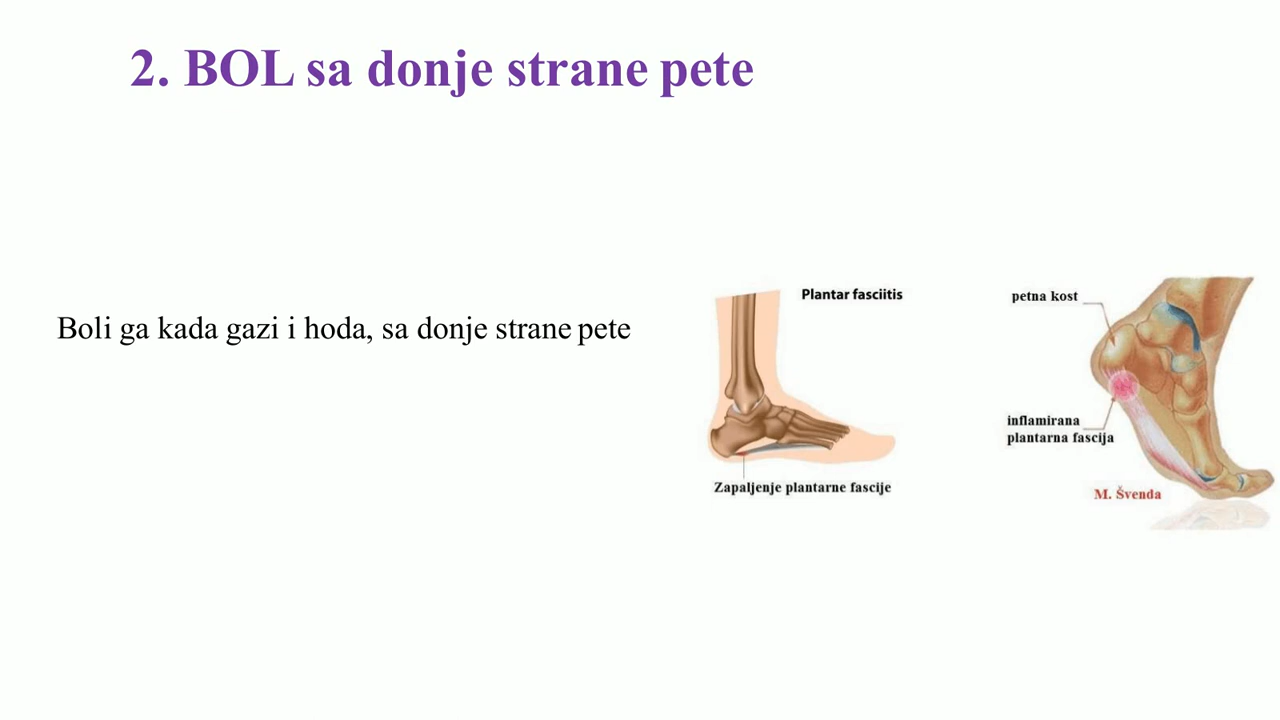 2. BOL sa donje strane pete
Boli ga kada gazi i hoda, sa donje strane pete
Plantar fasciitis
Zapaljenje plantarne fascije
petna kost
inflamirana
plantarna fascija
M. Švenda